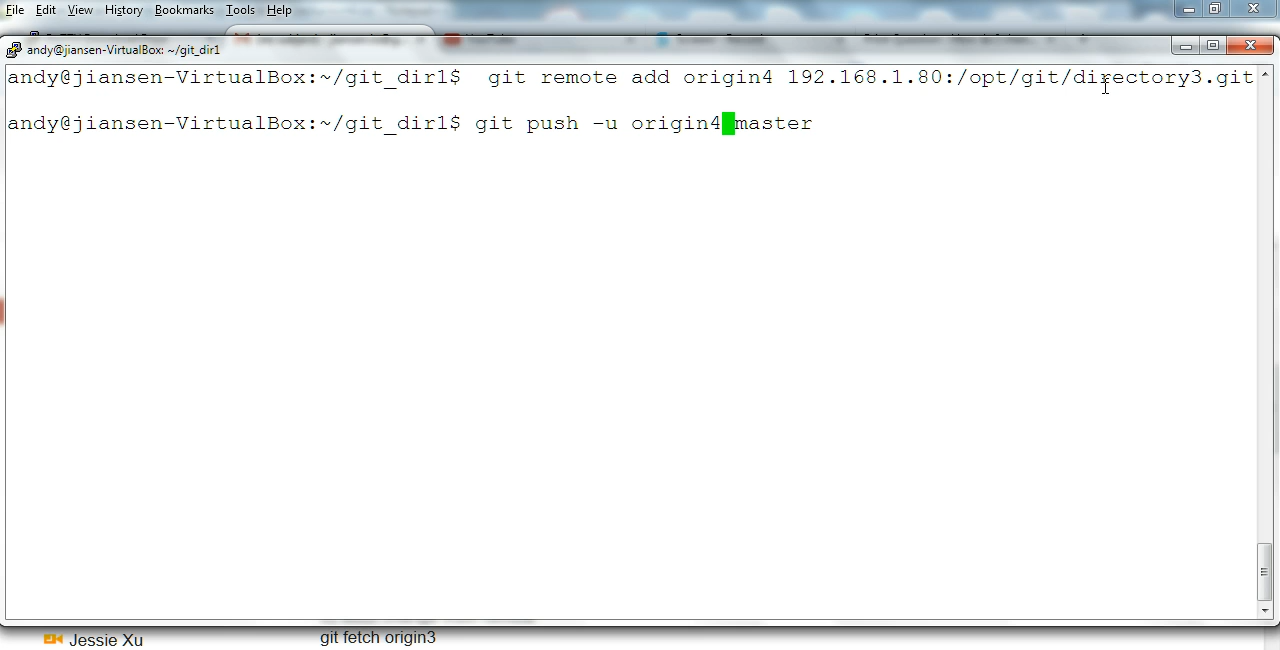 File Edit View History Bookmarks Tools Help
andy@jiansen-VirtualBox: ~/git_dir1
andy@jiansen-VirtualBox:~/git_dir1$  git remote add origin4 192.168.1.80:/opt/git/directory3.git
andy@jiansen-VirtualBox:~/git_dir1$ git push -u origin4 master
Jessie Xu
git fetch origin3